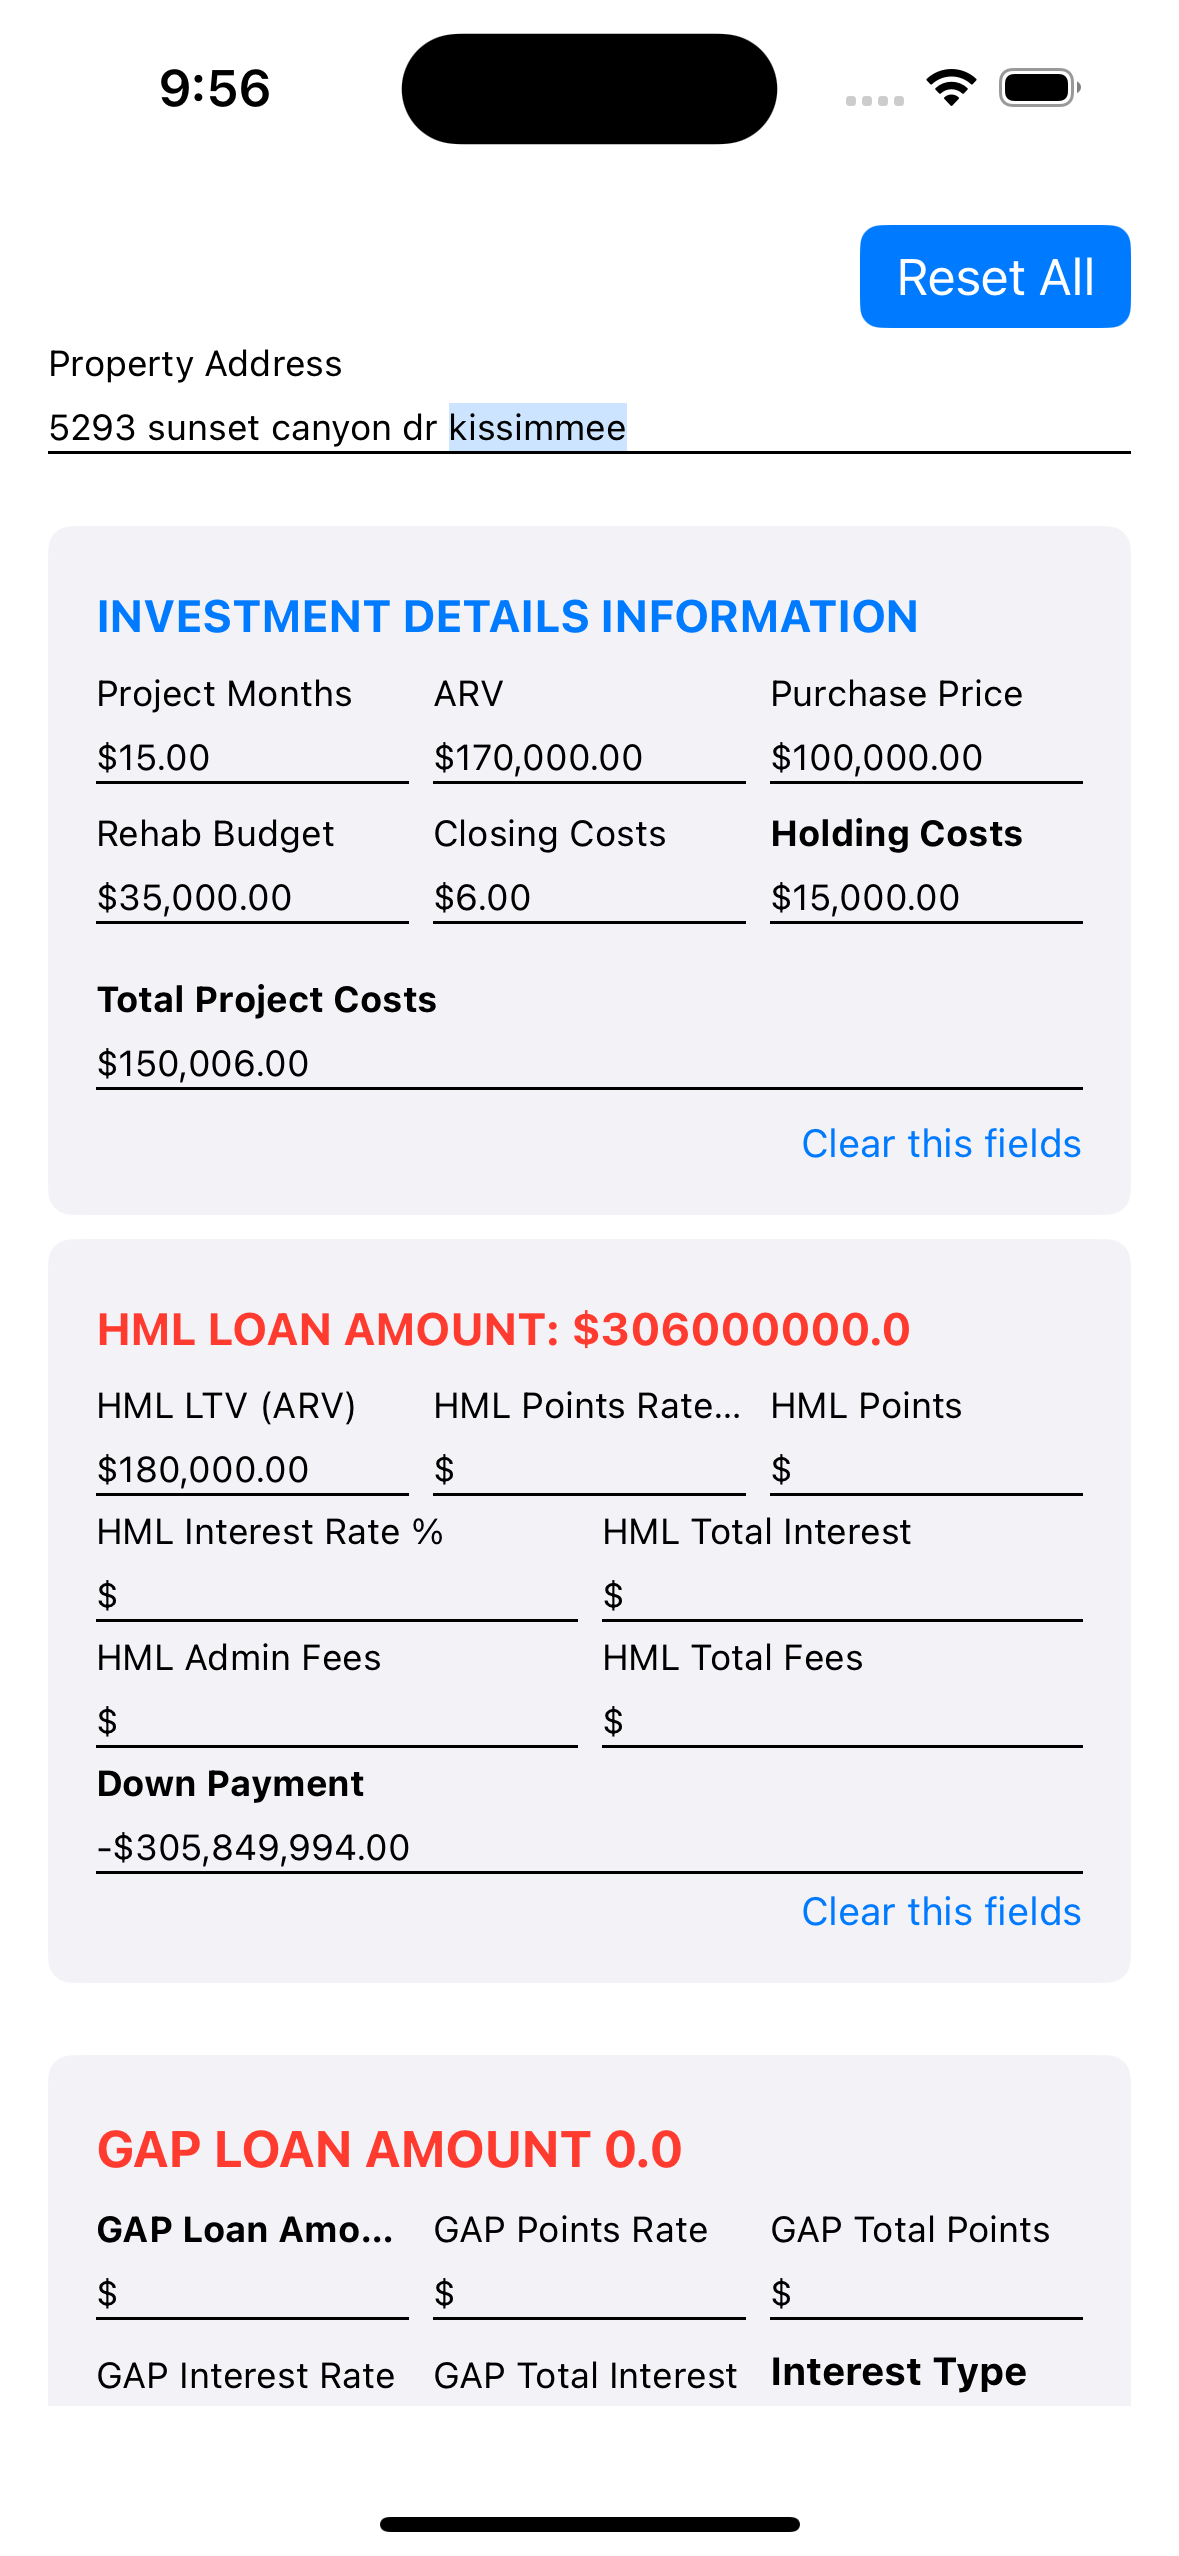 9:56
Reset All
Property Address
5293 sunset canyon dr kissimmee
INVESTMENT DETAILS INFORMATION
Project Months ARV Purchase Price
$15.00 $170,000.00 $100,000.00
Rehab Budget Closing Costs Holding Costs
$35,000.00 $6.00 $15,000.00
Total Project Costs
$150,006.00
Clear this fields
HML LOAN AMOUNT: $306000000.0
HML LTV (ARV) HML Points Rate... HML Points
$180,000.00 $ $
HML Interest Rate % HML Total Interest
$ $
HML Admin Fees HML Total Fees
$ $
Down Payment
-$305,849,994.00
Clear this fields
GAP LOAN AMOUNT 0.0
GAP Loan Amo... GAP Points Rate GAP Total Points
$ $ $
GAP Interest Rate GAP Total Interest Interest Type